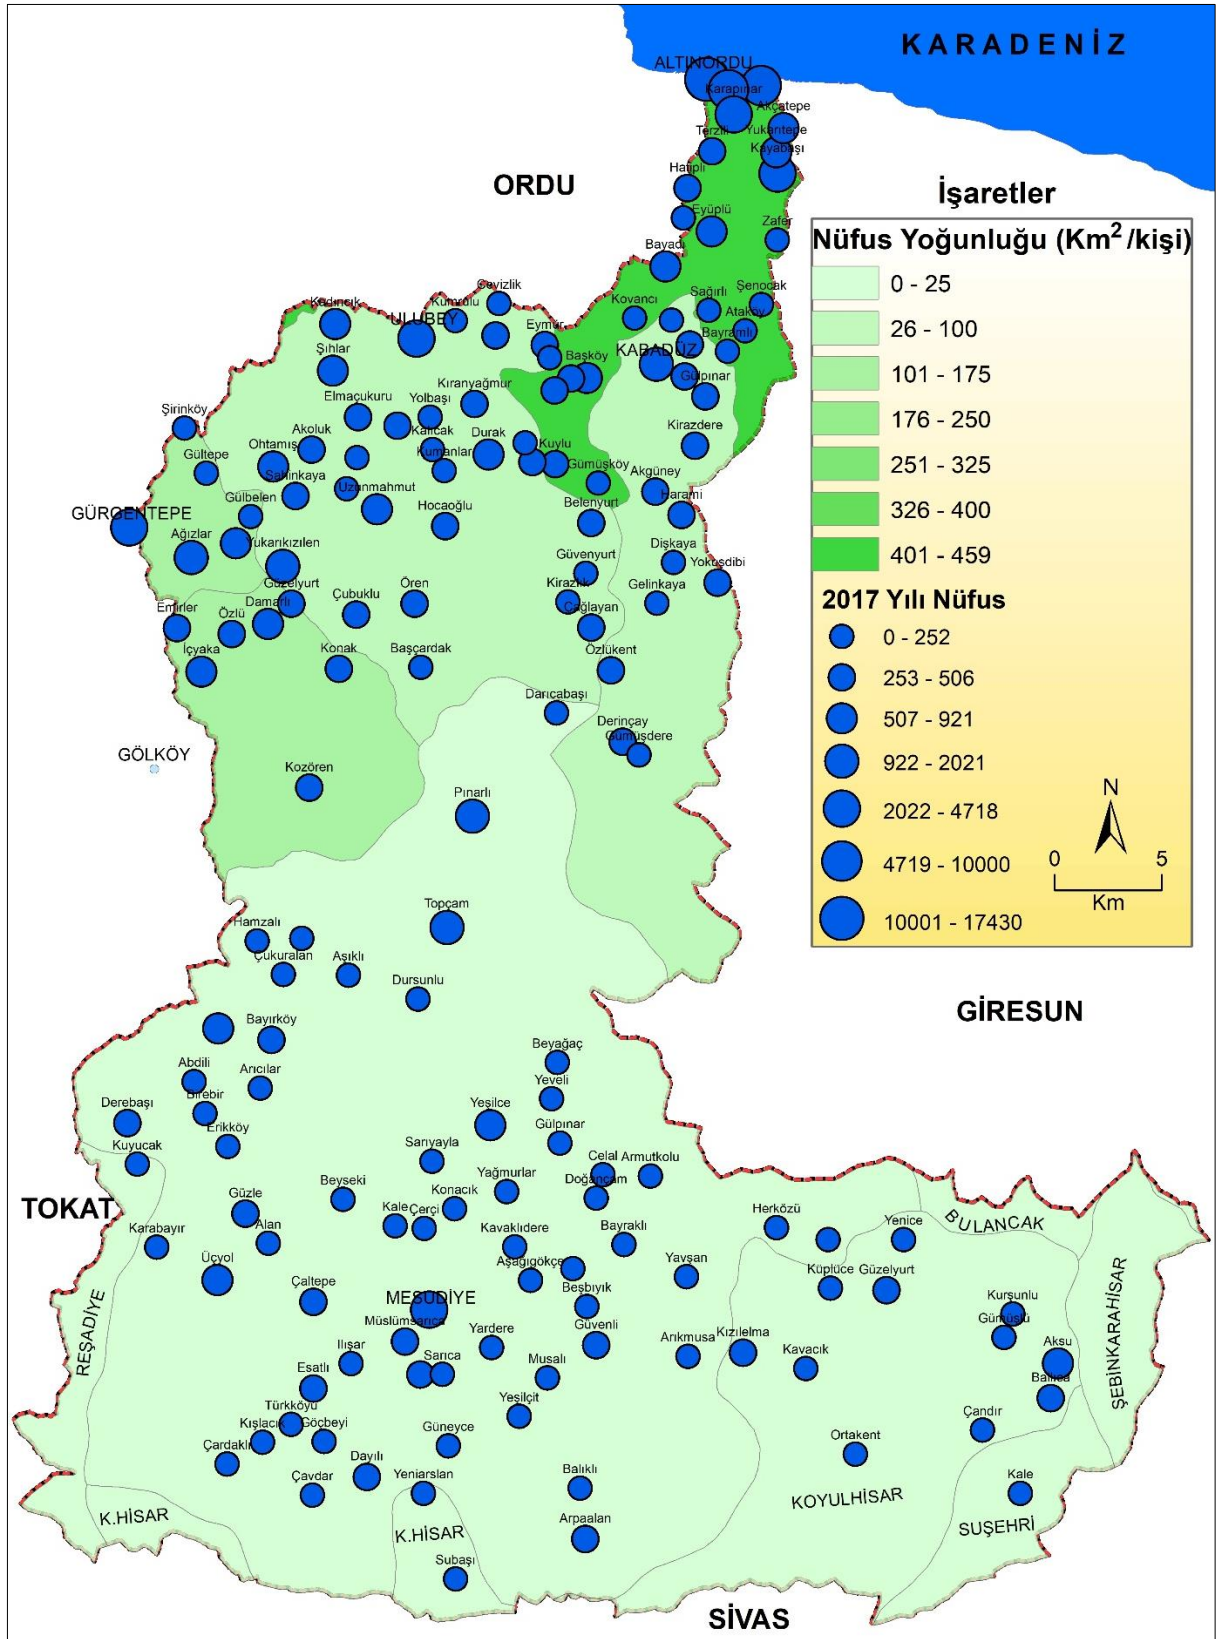 KARADENİZ
ALTINORDU
Karapınar
Akçatepe
Terzili
Yukarıtepe
Kayabaşı
Hatipli
ORDU
Eyüplü
Zafer
Bayadı
İşaretler
Nüfus Yoğunluğu (Km²/kişi)
0 - 25
26 - 100
101 - 175
176 - 250
251 - 325
326 - 400
401 - 459
2017 Yılı Nüfus
0 - 252
253 - 506
507 - 921
922 - 2021
2022 - 4718
4719 - 10000
10001 - 17430
N
0 5
Km
Cevizlik
Kadıncık
Kumrulu
ULUBEY
Kovancı
Sağırlı
Şenocak
Ataköy
Eymür
Bayramlı
Şıhlar
Başköy
KABADÜZ
Gülpınar
Kıranyağmur
Elmaçukuru
Yolbaşı
Şirinköy
Kalıcak
Kirazdere
Akoluk
Ohtamış
Durak
Kuylu
Gültepe
Kumanlar
Gümüşköy
Şahinkaya
Akgüney
Uzunmahmut
Gülbelen
Harami
GÜRGENTEPE
Hocaoğlu
Belenyurt
Ağızlar
Yukarıkızılen
Dişkaya
Güvenyurt
Yokuşdibi
Güzelyurt
Ören
Kirazlık
Gelinkaya
Damarlı
Çubuklu
Çağlayan
Emirler
Özlü
İçyaka
Konak
Başçardak
Özlükent
Darıcabaşı
Derinçay
Gümüşdere
GÖLKÖY
Kozören
Pınarlı
Topçam
Hamzalı
Çukuralan
Aşıklı
Dursunlu
GİRESUN
Bayırköy
Beyağaç
Abdili
Arıcılar
Yeveli
Birebir
Derebaşı
Yeşilce
Erikköy
Gülpınar
Kuyucak
Sarıyayla
Celal
Armutkolu
Doğançam
Yağmurlar
TOKAT
Beyseki
Konacık
Güzle
Kale
Çerçi
Herközü
BULANCAK
Yenice
Karabayır
Alan
Kavaklıdere
Bayraklı
Aşağıgökçe
Yavşan
Üçyol
Küplüce
Güzelyurt
Çaltepe
MESUDİYE
Beşbıyık
Kurşunlu
ŞEBİNKARAHİSAR
REŞADİYE
Müslümsarıca
Güvenli
Gümüşlü
Yardere
Arıkmusa
Kızılelma
Aksu
Ilışar
Sarıca
Musalı
Kavacık
Esatlı
Ballıca
Yeşilçit
Türkköyü
Kışlacık
Göçbeyi
Güneyce
Çandır
Çardaklı
Ortakent
Dayılı
Çavdar
Yeniarslan
Balıklı
Kale
KOYULHİSAR
K.HİSAR
K.HİSAR
Arpaalan
SUŞEHRİ
Subaşı
SİVAS